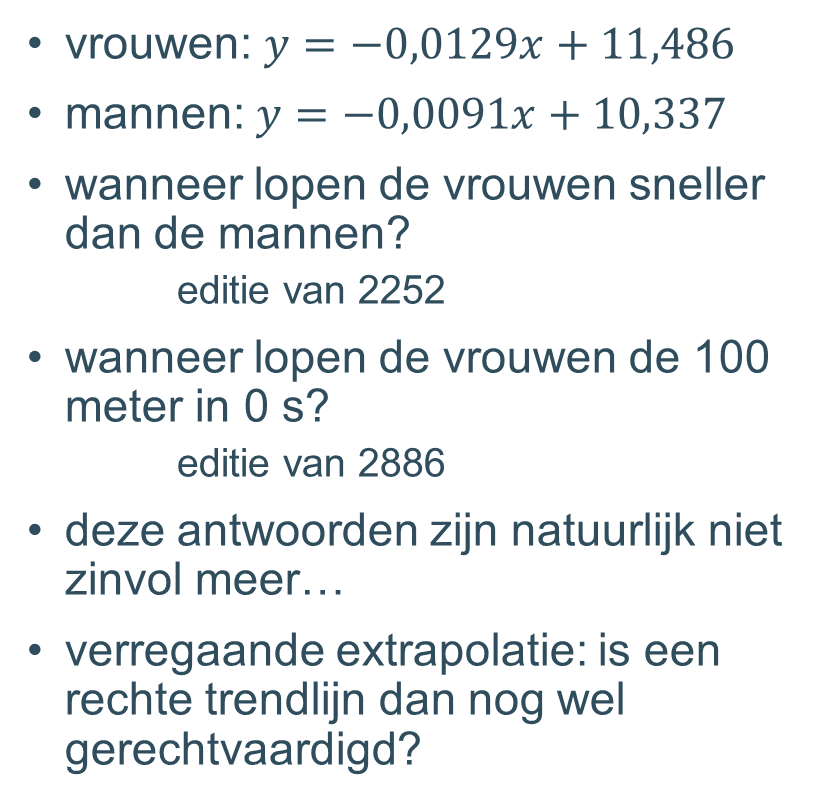 • vrouwen: y = −0,0129x + 11,486
• mannen: y = −0,0091x + 10,337
• wanneer lopen de vrouwen sneller
dan de mannen?
editie van 2252
• wanneer lopen de vrouwen de 100
meter in 0 s?
editie van 2886
• deze antwoorden zijn natuurlijk niet
zinvol meer…
• verregaande extrapolatie: is een
rechte trendlijn dan nog wel
gerechtvaardigd?